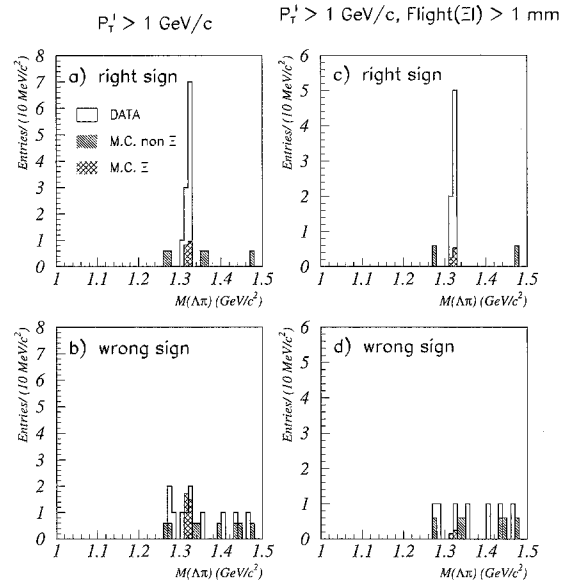 P_T^l > 1 GeV/c
P_T^l > 1 GeV/c, Flight(Ξl) > 1 mm
a) right sign
DATA
M.C. non Ξ
M.C. Ξ
Entries/ (10 MeV/c²)
8
7
6
5
4
3
2
1
0
1 1.1 1.2 1.3 1.4 1.5
M(Λπ) (GeV/c²)
c) right sign
Entries/ (10 MeV/c²)
6
5
4
3
2
1
0
1 1.1 1.2 1.3 1.4 1.5
M(Λπ) (GeV/c²)
b) wrong sign
Entries/ (10 MeV/c²)
8
7
6
5
4
3
2
1
0
1 1.1 1.2 1.3 1.4 1.5
M(Λπ) (GeV/c²)
d) wrong sign
Entries/ (10 MeV/c²)
6
5
4
3
2
1
0
1 1.1 1.2 1.3 1.4 1.5
M(Λπ) (GeV/c²)